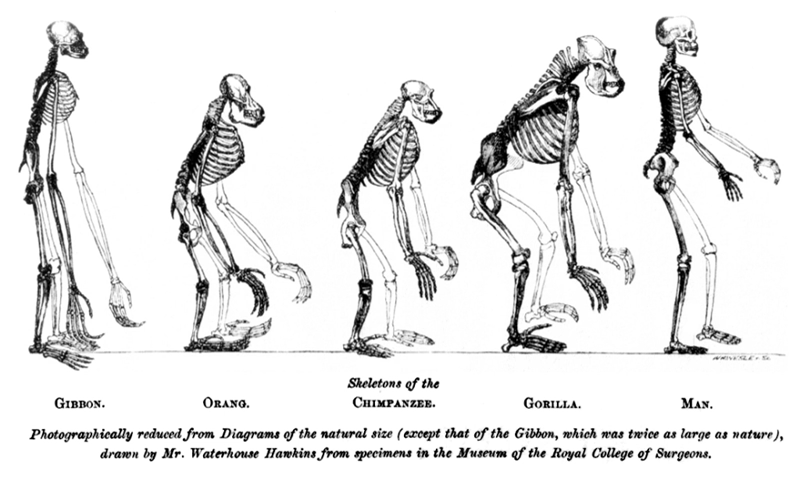 Skeletons of the
GIBBON. ORANG. CHIMPANZEE. GORILLA. MAN.
Photographically reduced from Diagrams of the natural size (except that of the Gibbon, which was twice as large as nature),
drawn by Mr. Waterhouse Hawkins from specimens in the Museum of the Royal College of Surgeons.